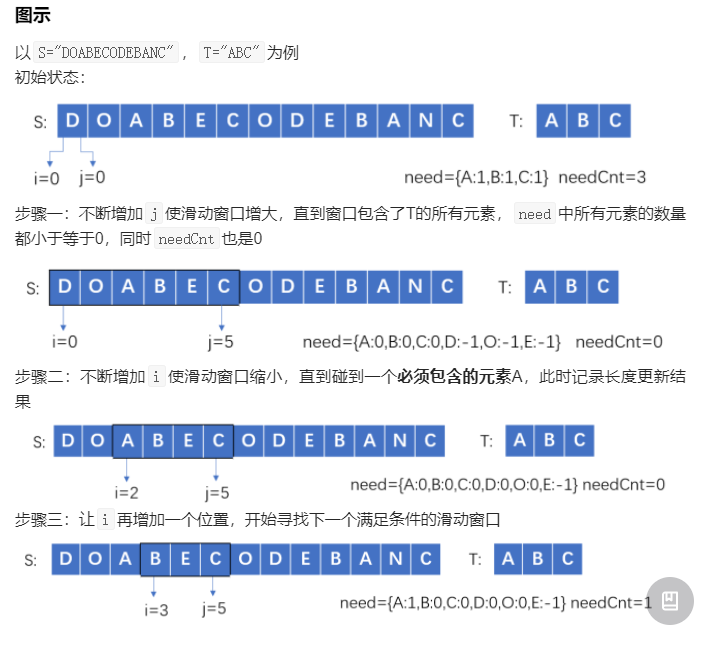 图示
以 S="DOABECODEBANC" ， T="ABC" 为例
初始状态：
S: D O A B E C O D E B A N C T: A B C
i=0 j=0 need={A:1,B:1,C:1} needCnt=3
步骤一：不断增加 j 使滑动窗口增大，直到窗口包含了T的所有元素， need 中所有元素的数量
都小于等于0，同时 needCnt 也是0
S: D O A B E C O D E B A N C T: A B C
i=0 j=5 need={A:0,B:0,C:0,D:-1,O:-1,E:-1} needCnt=0
步骤二：不断增加 i 使滑动窗口缩小，直到碰到一个必须包含的元素A，此时记录长度更新结
果
S: D O A B E C O D E B A N C T: A B C
i=2 j=5 need={A:0,B:0,C:0,D:0,O:0,E:-1} needCnt=0
步骤三：让 i 再增加一个位置，开始寻找下一个满足条件的滑动窗口
S: D O A B E C O D E B A N C T: A B C
i=3 j=5 need={A:1,B:0,C:0,D:0,O:0,E:-1} needCnt=1